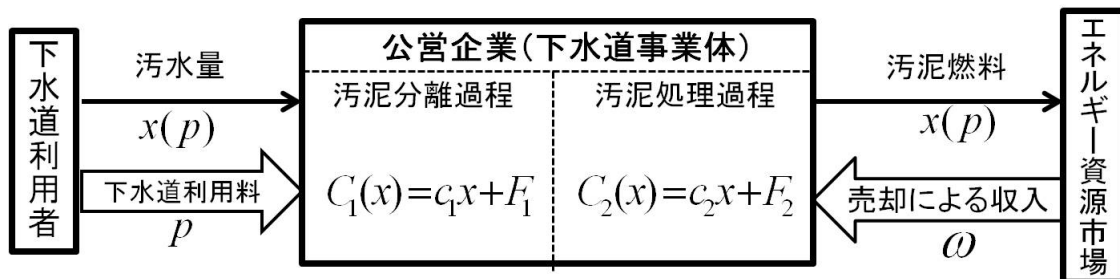 下水道利用者
汚水量
x(p)
下水道利用料
p
公営企業(下水道事業体)
汚泥分離過程
C₁(x)=c₁x+F₁
汚泥処理過程
C₂(x)=c₂x+F₂
汚泥燃料
x(p)
売却による収入
ω
エネルギー資源市場